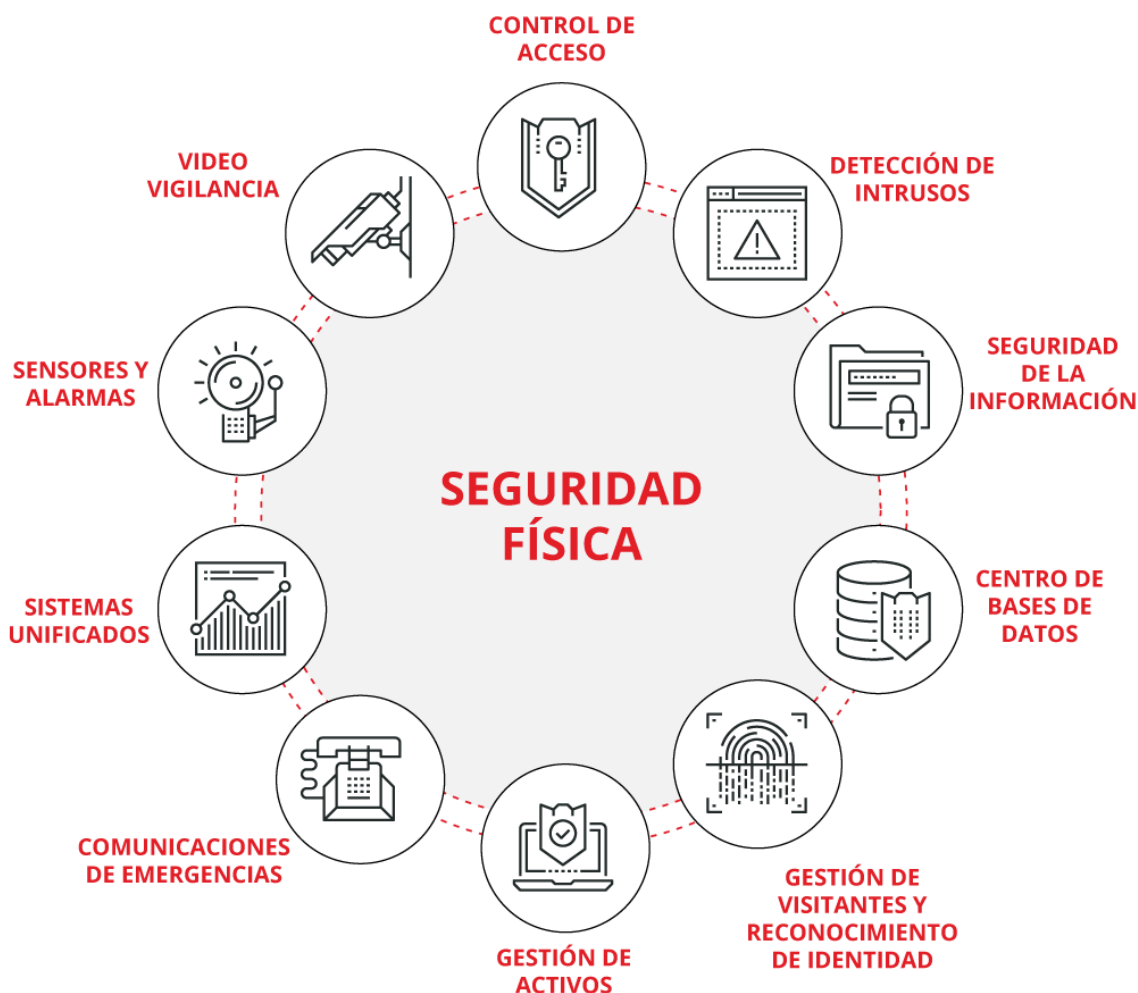 CONTROL DE
ACCESO
DETECCIÓN DE
INTRUSOS
SEGURIDAD
DE LA
INFORMACIÓN
CENTRO DE
BASES DE
DATOS
GESTIÓN DE
VISITANTES Y
RECONOCIMIENTO
DE IDENTIDAD
GESTIÓN DE
ACTIVOS
COMUNICACIONES
DE EMERGENCIAS
SISTEMAS
UNIFICADOS
SENSORES Y
ALARMAS
VIDEO
VIGILANCIA
SEGURIDAD
FÍSICA